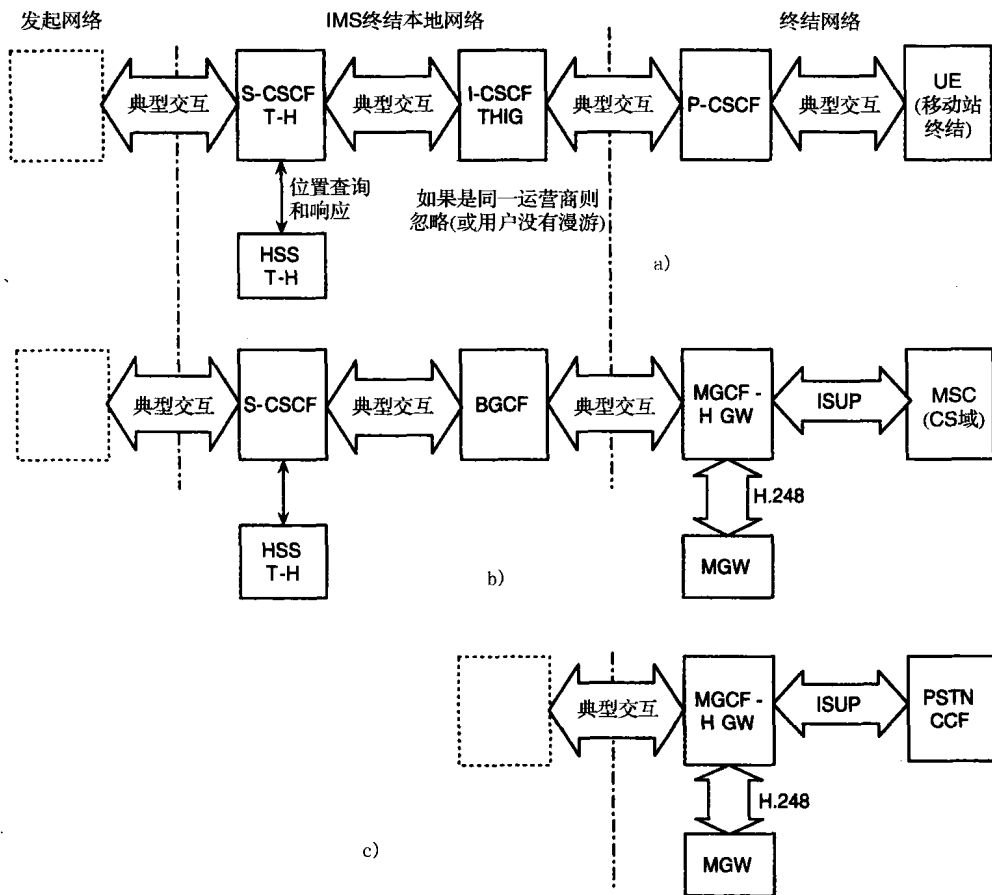 发起网络
IMS终结本地网络
终结网络
典型交互
S-CSCF
T-H
典型交互
I-CSCF
THIG
典型交互
P-CSCF
典型交互
UE
(移动站
终结)
位置查询
和响应
如果是同一运营商则
忽略(或用户没有漫游)
HSS
T-H
a)
典型交互
S-CSCF
典型交互
BGCF
典型交互
MGCF -
H GW
ISUP
MSC
(CS域)
H.248
HSS
T-H
MGW
b)
典型交互
MGCF -
H GW
ISUP
PSTN
CCF
H.248
MGW
c)